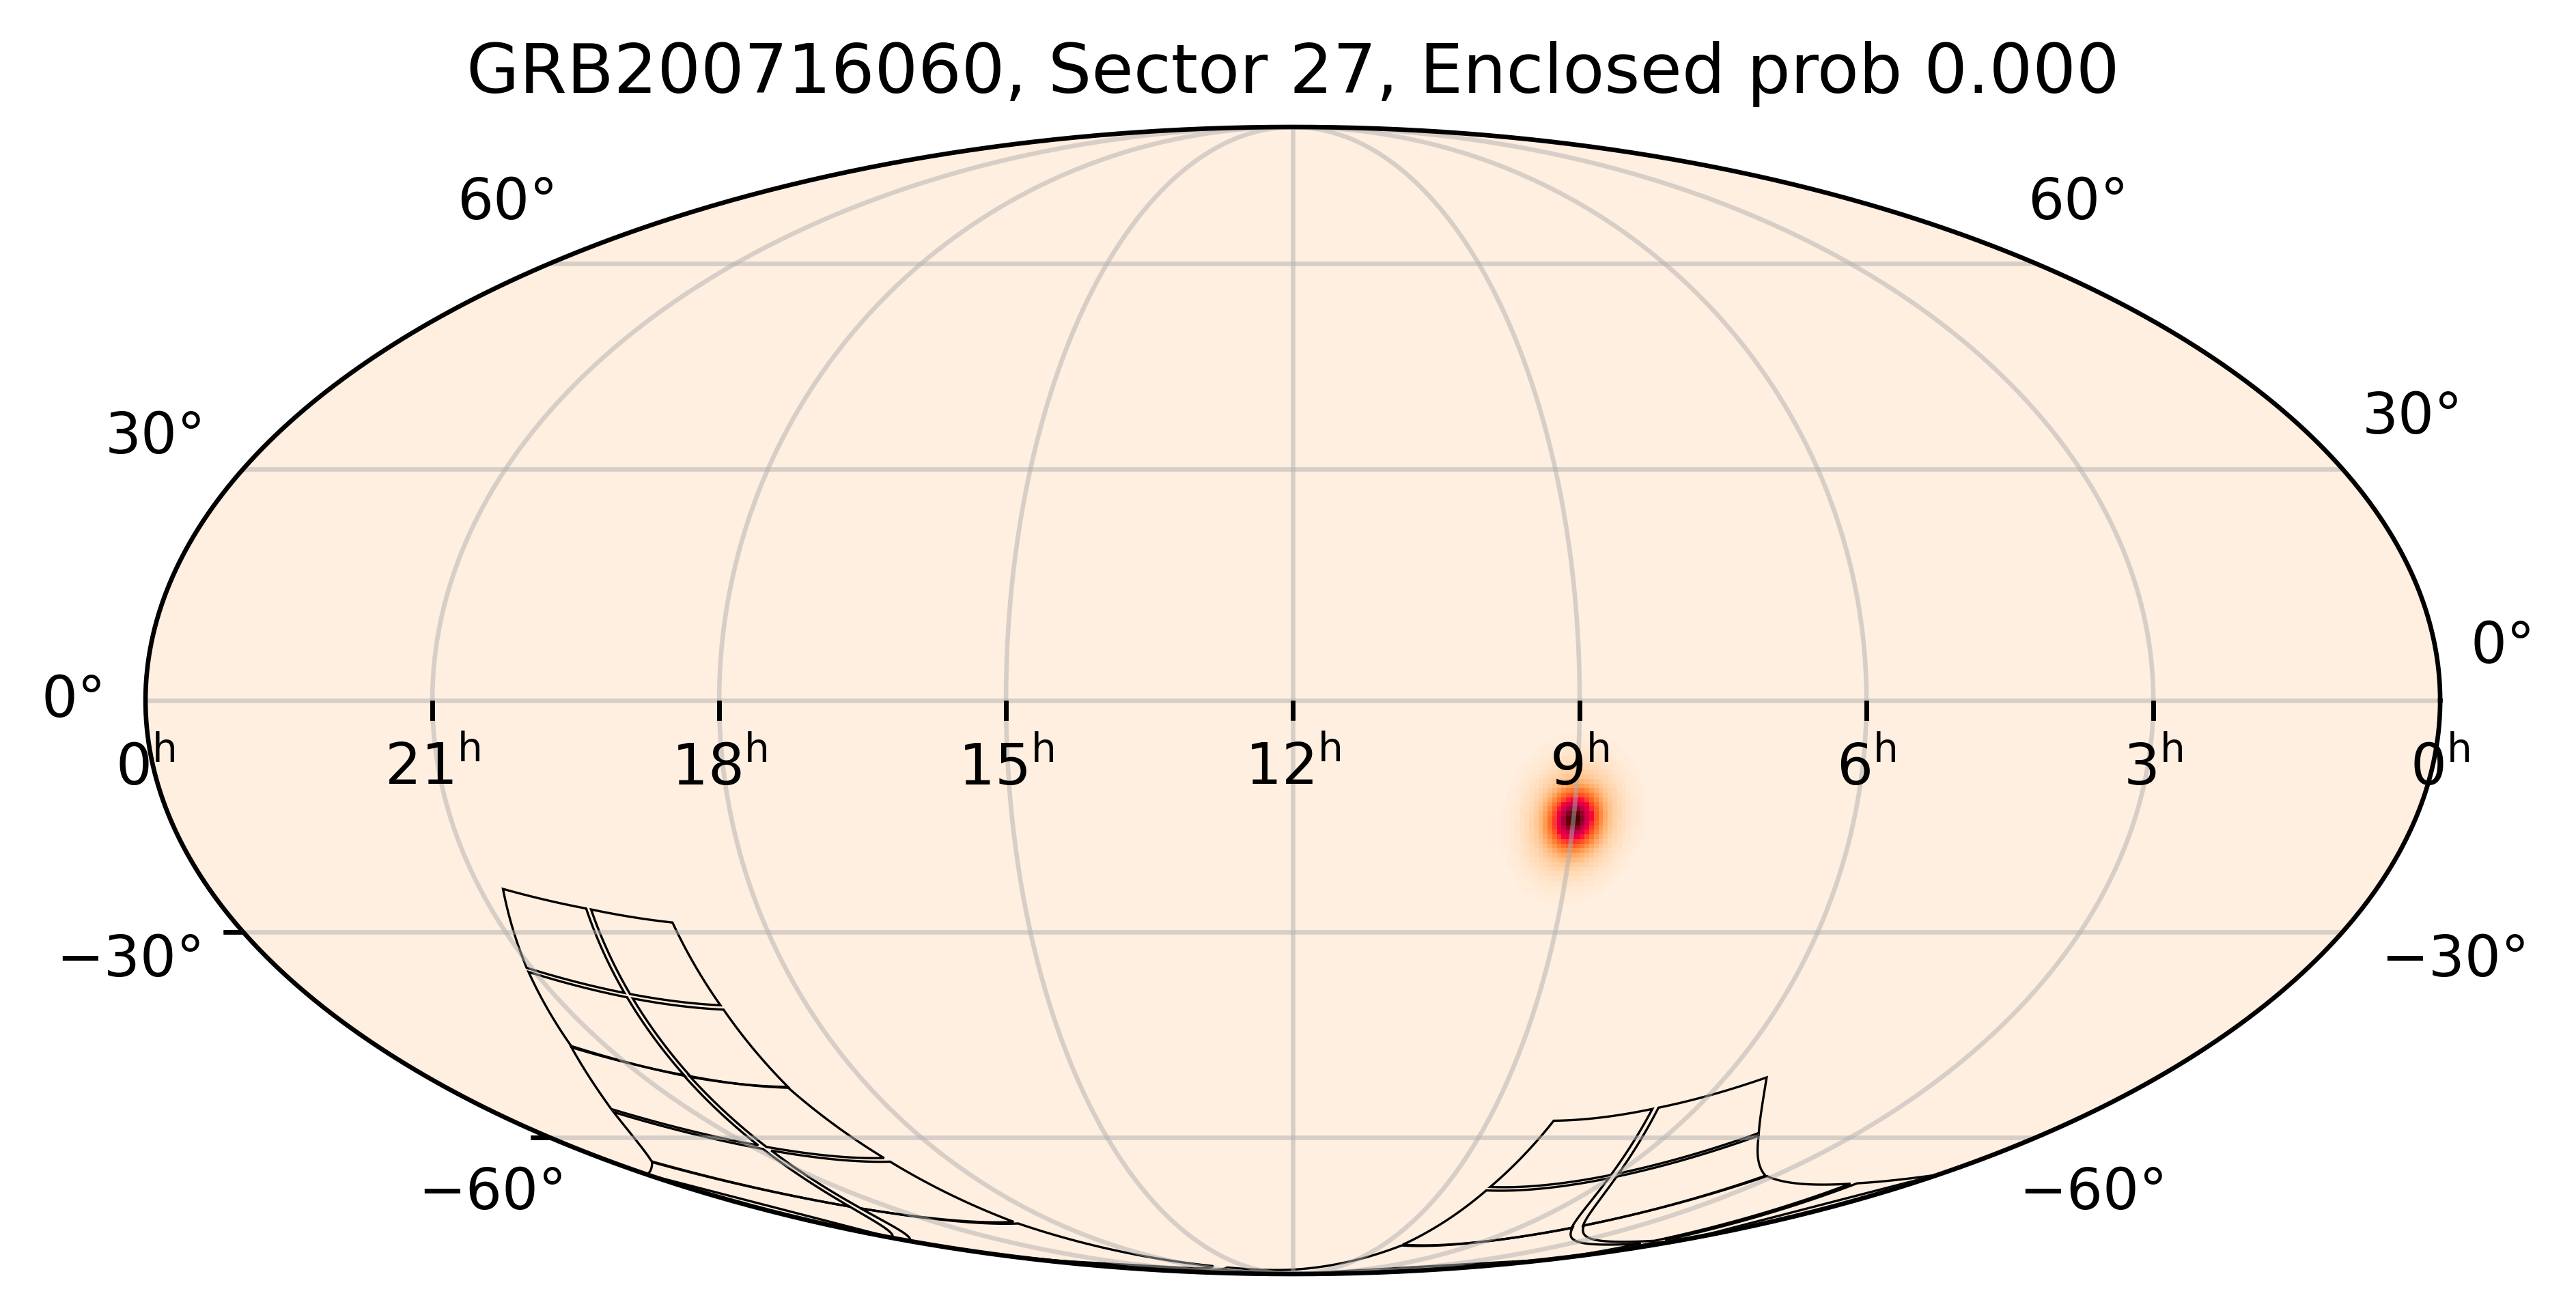 GRB200716060, Sector 27, Enclosed prob 0.000
60° 60°
30° 30°
0° 0°
0ʰ 21ʰ 18ʰ 15ʰ 12ʰ 9ʰ 6ʰ 3ʰ 0ʰ
−30° −30°
−60° −60°